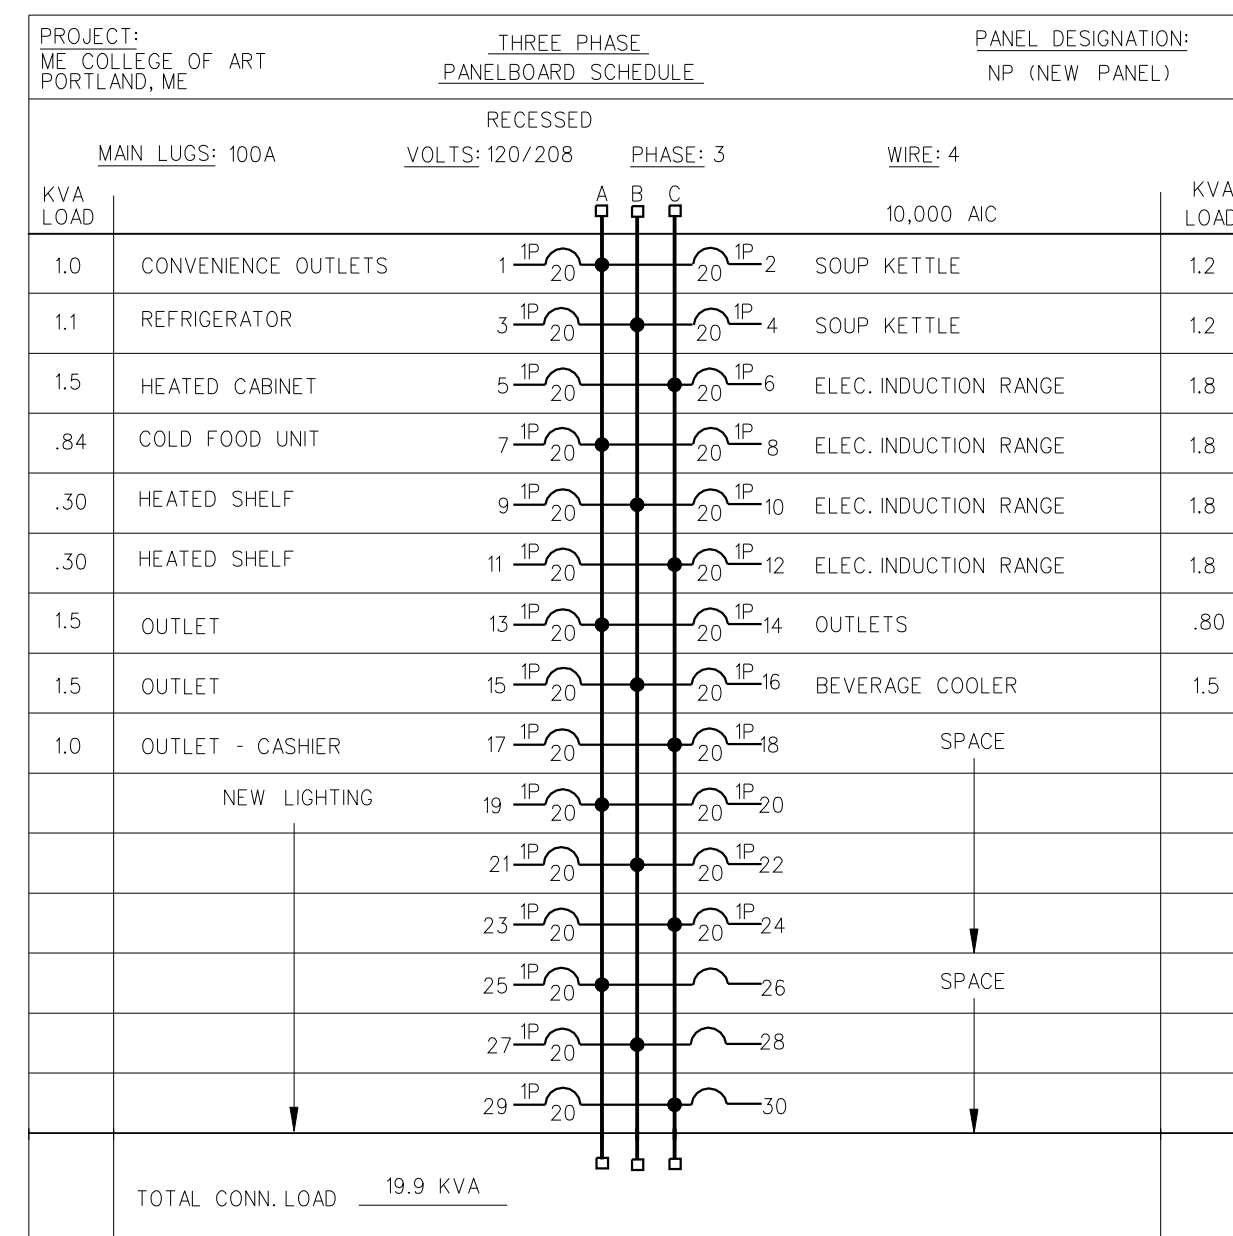 PROJECT:
ME COLLEGE OF ART
PORTLAND, ME
THREE PHASE
PANELBOARD SCHEDULE
PANEL DESIGNATION:
NP (NEW PANEL)
RECESSED
MAIN LUGS: 100A VOLTS: 120/208 PHASE: 3 WIRE: 4
KVA LOAD A B C 10,000 AIC KVA LOAD
1.0 CONVENIENCE OUTLETS 1 1P 20 20 1P 2 SOUP KETTLE 1.2
1.1 REFRIGERATOR 3 1P 20 20 1P 4 SOUP KETTLE 1.2
1.5 HEATED CABINET 5 1P 20 20 1P 6 ELEC. INDUCTION RANGE 1.8
.84 COLD FOOD UNIT 7 1P 20 20 1P 8 ELEC. INDUCTION RANGE 1.8
.30 HEATED SHELF 9 1P 20 20 1P 10 ELEC. INDUCTION RANGE 1.8
.30 HEATED SHELF 11 1P 20 20 1P 12 ELEC. INDUCTION RANGE 1.8
1.5 OUTLET 13 1P 20 20 1P 14 OUTLETS .80
1.5 OUTLET 15 1P 20 20 1P 16 BEVERAGE COOLER 1.5
1.0 OUTLET - CASHIER 17 1P 20 20 1P 18 SPACE
NEW LIGHTING 19 1P 20 20 1P 20
21 1P 20 20 1P 22
23 1P 20 20 1P 24
25 1P 20 26 SPACE
27 1P 20 28
29 1P 20 30
TOTAL CONN. LOAD 19.9 KVA